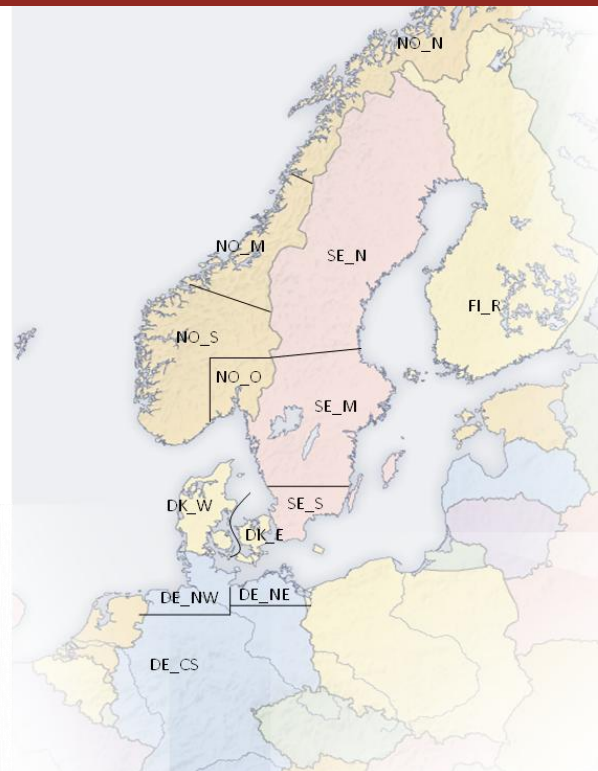 NO_N
NO_M
SE_N
FI_R
NO_S
NO_O
SE_M
DK_W
SE_S
DK_E
DE_NW
DE_NE
DE_CS